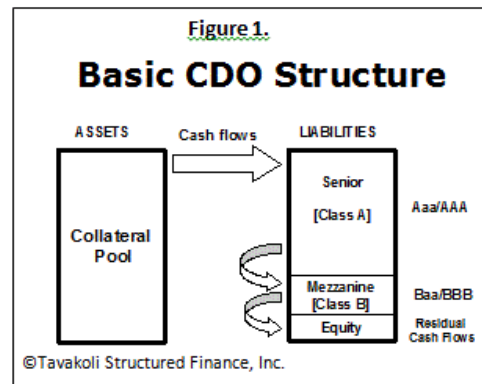 Figure 1.
Basic CDO Structure
ASSETS
Cash flows
LIABILITIES
Collateral
Pool
Senior
[Class A]
Aaa/AAA
Mezzanine
[Class B]
Baa/BBB
Equity
Residual
Cash Flows
©Tavakoli Structured Finance, Inc.